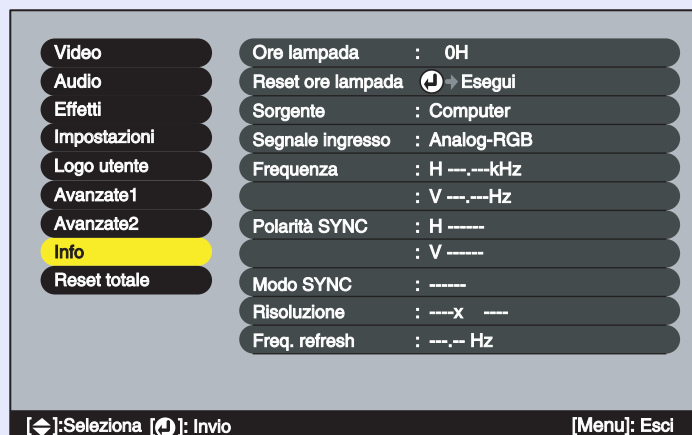 Video
Audio
Effetti
Impostazioni
Logo utente
Avanzate1
Avanzate2
Info
Reset totale
Ore lampada : 0H
Reset ore lampada Esegui
Sorgente : Computer
Segnale ingresso : Analog-RGB
Frequenza : H ---.---kHz
: V ---.---Hz
Polarità SYNC : H ------
: V ------
Modo SYNC : ------
Risoluzione : ----x ----
Freq. refresh : ---.-- Hz
[ ]:Seleziona [ ]: Invio [Menu]: Esci